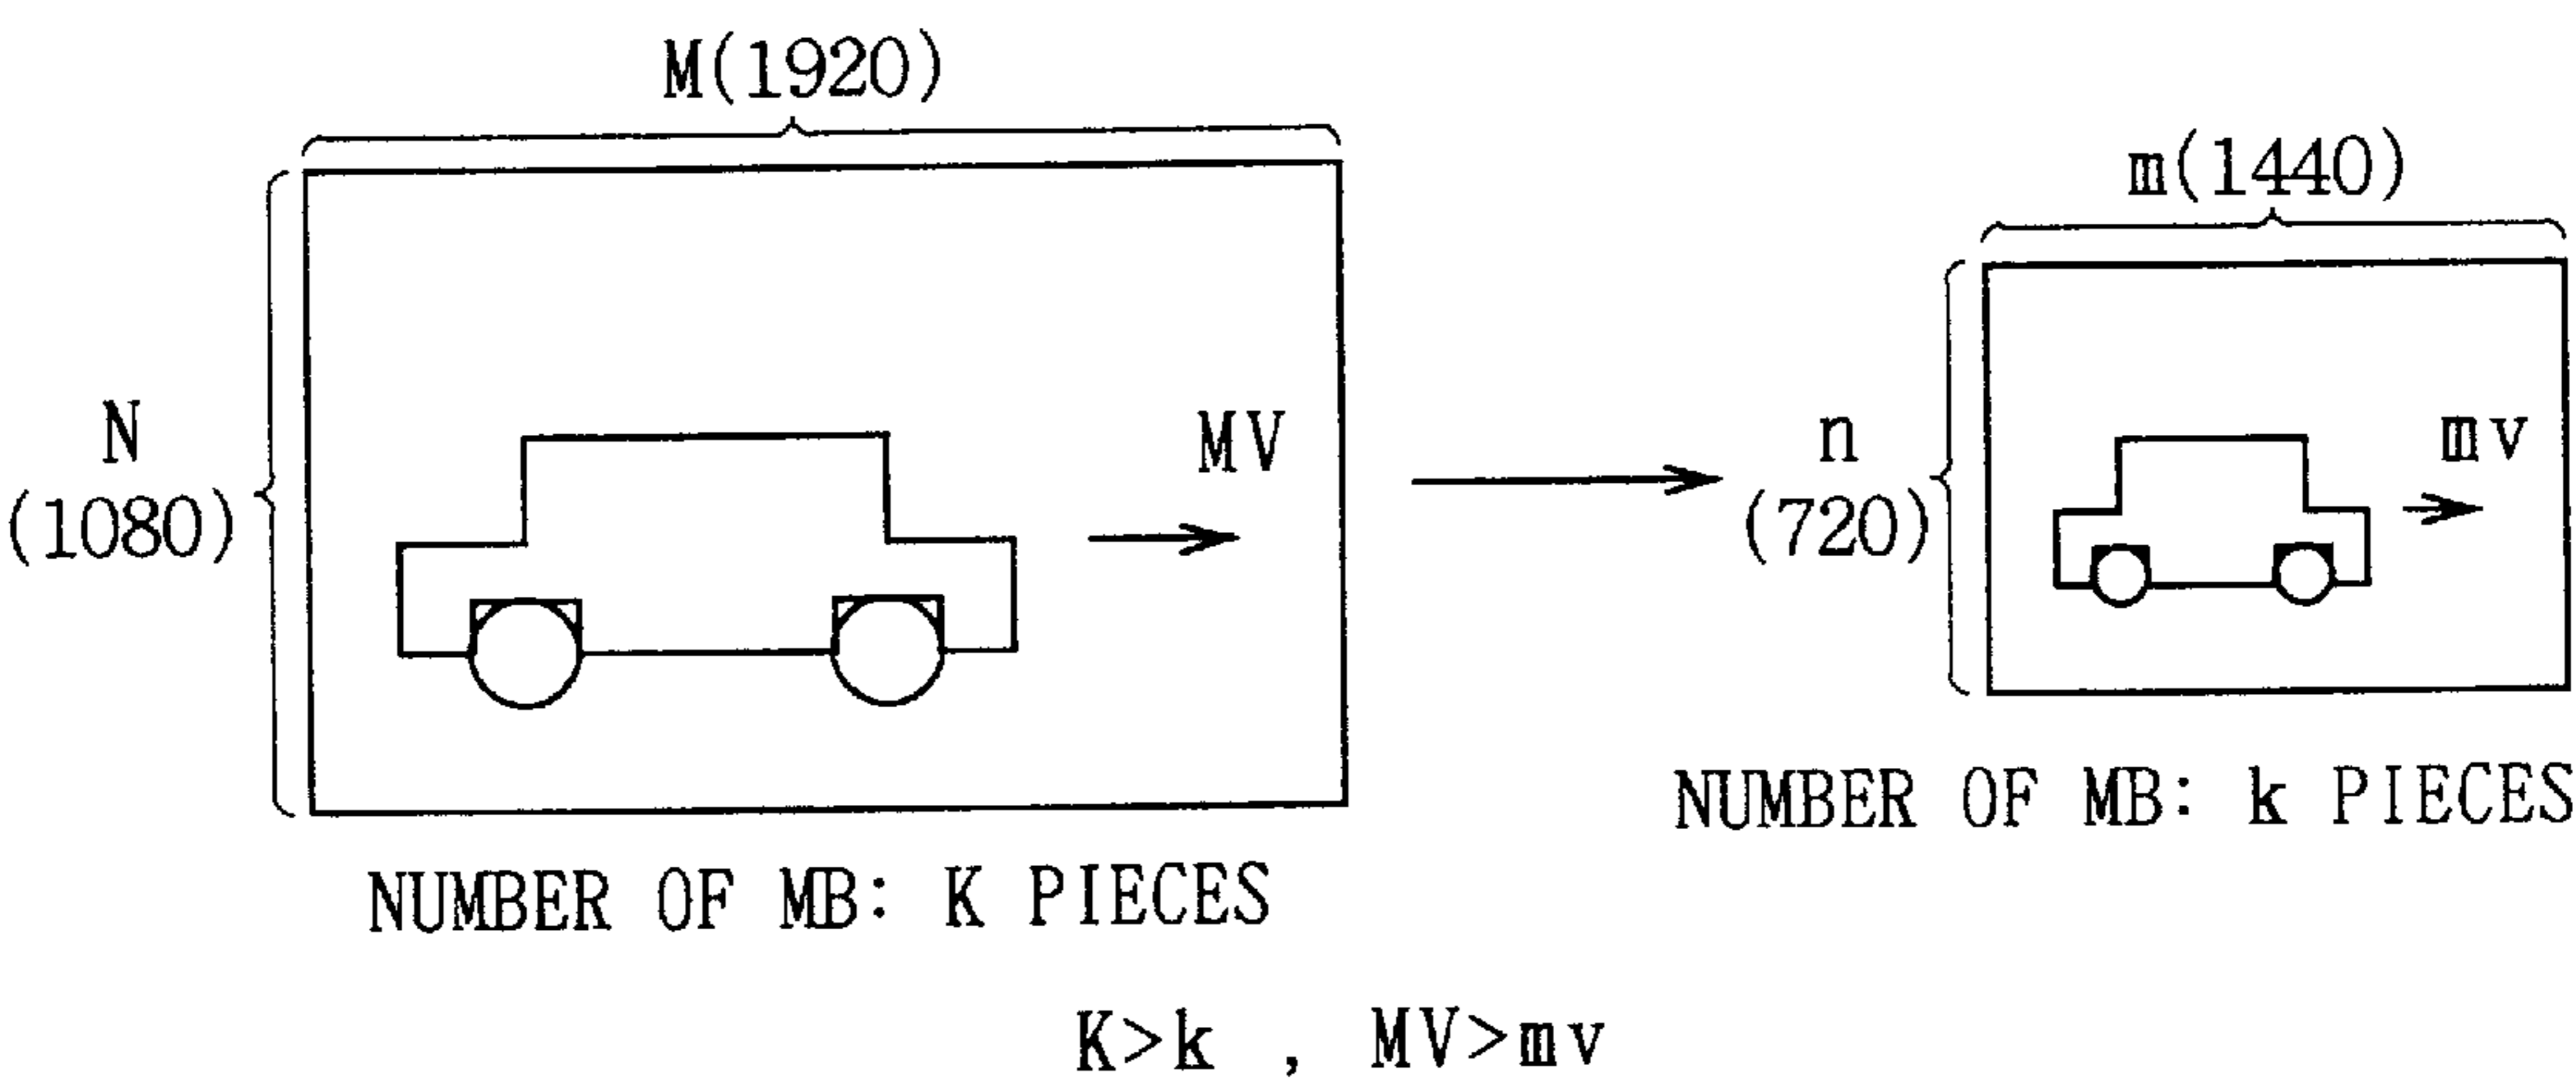 M(1920)
N
(1080)
MV
NUMBER OF MB: K PIECES
m(1440)
n
(720)
mv
NUMBER OF MB: k PIECES
K>k , MV>mv